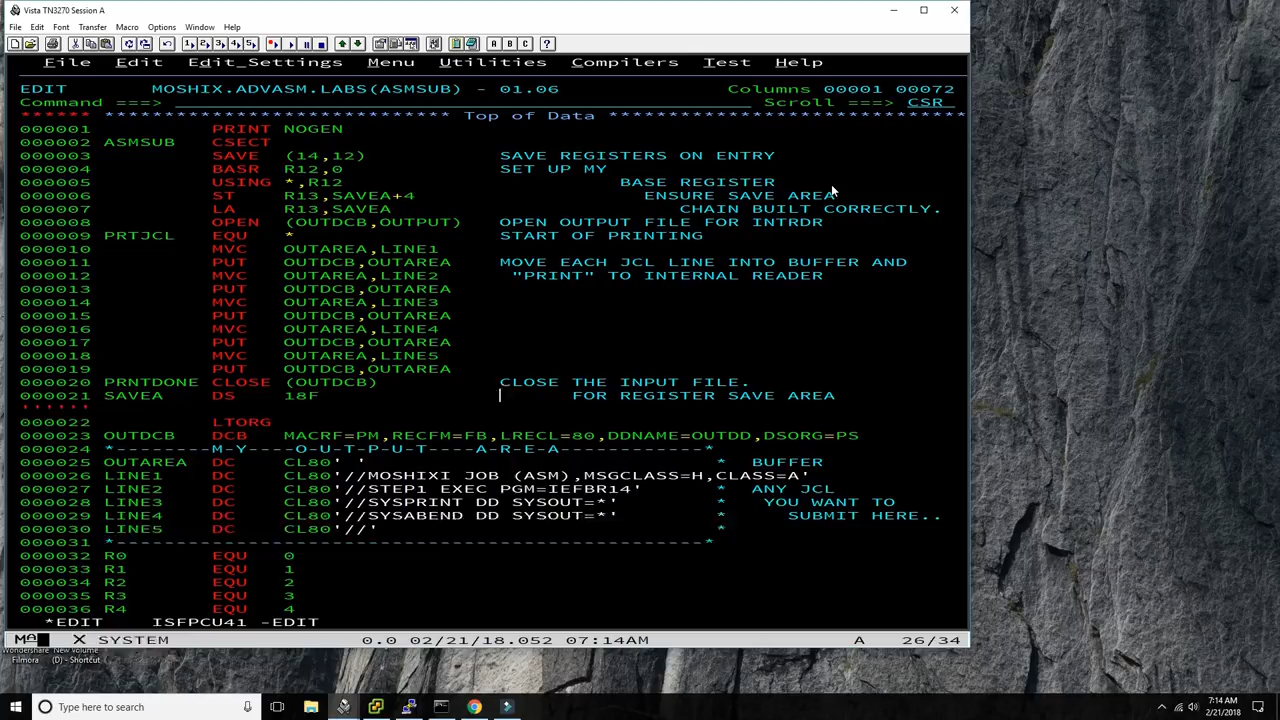 Vista TN3270 Session A
File Edit Font Transfer Macro Options Window Help
A B C ?
File Edit Edit_Settings Menu Utilities Compilers Test Help
EDIT MOSHIX.ADVASM.LABS(ASMSUB) - 01.06 Columns 00001 00072
Command ===> Scroll ===> CSR
****** **************************** Top of Data ******************************
000001 PRINT NOGEN
000002 ASMSUB CSECT
000003 SAVE (14,12) SAVE REGISTERS ON ENTRY
000004 BASR R12,0 SET UP MY
000005 USING *,R12 BASE REGISTER
000006 ST R13,SAVEA+4 ENSURE SAVE AREA
000007 LA R13,SAVEA CHAIN BUILT CORRECTLY.
000008 OPEN (OUTDCB,OUTPUT) OPEN OUTPUT FILE FOR INTRDR
000009 PRTJCL EQU * START OF PRINTING
000010 MVC OUTAREA,LINE1
000011 PUT OUTDCB,OUTAREA MOVE EACH JCL LINE INTO BUFFER AND
000012 MVC OUTAREA,LINE2 "PRINT" TO INTERNAL READER
000013 PUT OUTDCB,OUTAREA
000014 MVC OUTAREA,LINE3
000015 PUT OUTDCB,OUTAREA
000016 MVC OUTAREA,LINE4
000017 PUT OUTDCB,OUTAREA
000018 MVC OUTAREA,LINE5
000019 PUT OUTDCB,OUTAREA
000020 PRNTDONE CLOSE (OUTDCB) CLOSE THE INPUT FILE.
000021 SAVEA DS 18F FOR REGISTER SAVE AREA
''''''
000022 LTORG
000023 OUTDCB DCB MACRF=PM,RECFM=FB,LRECL=80,DDNAME=OUTDD,DSORG=PS
000024 *--------M-Y----O-U-T-P-U-T----A-R-E-A------------*
000025 OUTAREA DC CL80' ' * BUFFER
000026 LINE1 DC CL80'//MOSHIXI JOB (ASM),MSGCLASS=H,CLASS=A'
000027 LINE2 DC CL80'//STEP1 EXEC PGM=IEFBR14' * ANY JCL
000028 LINE3 DC CL80'//SYSPRINT DD SYSOUT=*' * YOU WANT TO
000029 LINE4 DC CL80'//SYSABEND DD SYSOUT=*' * SUBMIT HERE..
000030 LINE5 DC CL80'//' *
000031 *-------------------------------------------------*
000032 R0 EQU 0
000033 R1 EQU 1
000034 R2 EQU 2
000035 R3 EQU 3
000036 R4 EQU 4
*EDIT ISFPCU41 -EDIT
MA X SYSTEM 0.0 02/21/18.052 07:14AM A 26/34
Wondershare Filmora
New Volume (D) - Shortcut
Type here to search
7:14 AM
2/21/2018